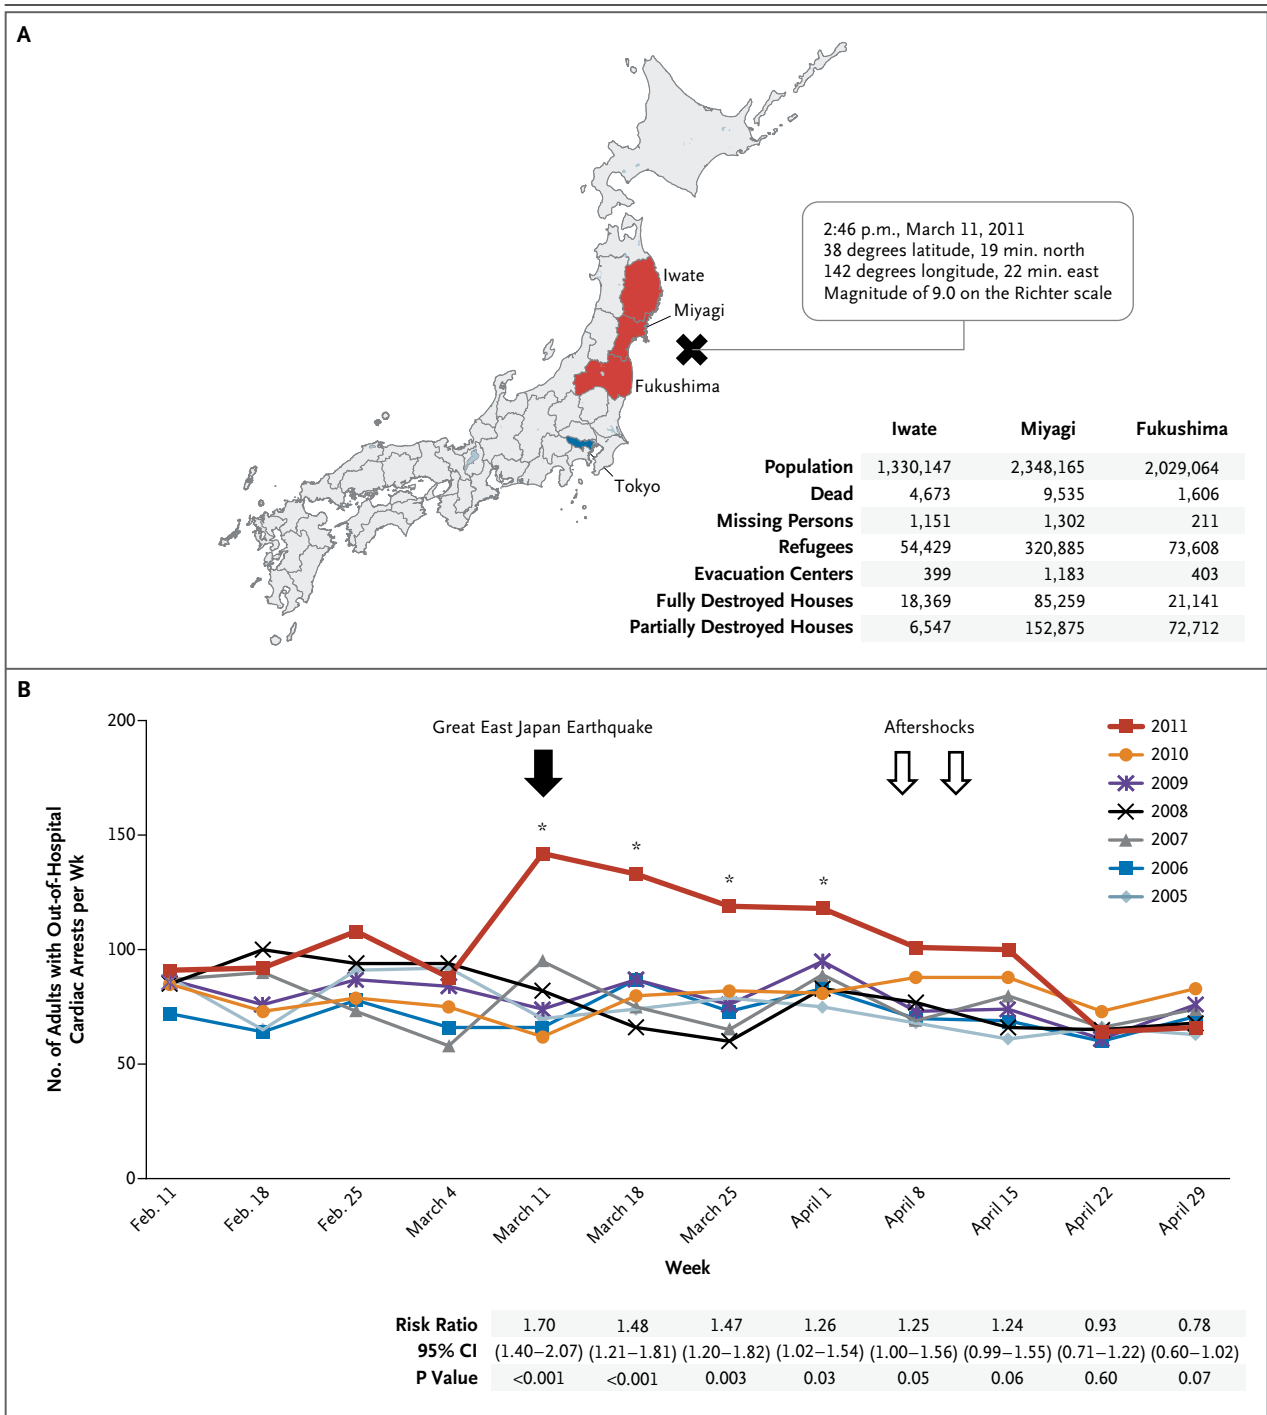 A
2:46 p.m., March 11, 2011
38 degrees latitude, 19 min. north
142 degrees longitude, 22 min. east
Magnitude of 9.0 on the Richter scale
Iwate
Miyagi
Fukushima
Tokyo
Iwate Miyagi Fukushima
Population 1,330,147 2,348,165 2,029,064
Dead 4,673 9,535 1,606
Missing Persons 1,151 1,302 211
Refugees 54,429 320,885 73,608
Evacuation Centers 399 1,183 403
Fully Destroyed Houses 18,369 85,259 21,141
Partially Destroyed Houses 6,547 152,875 72,712
B
No. of Adults with Out-of-Hospital
Cardiac Arrests per Wk
200
150
100
50
0
Great East Japan Earthquake
Aftershocks
* * * *
2011
2010
2009
2008
2007
2006
2005
Feb. 11 Feb. 18 Feb. 25 March 4 March 11 March 18 March 25 April 1 April 8 April 15 April 22 April 29
Week
Risk Ratio 1.70 1.48 1.47 1.26 1.25 1.24 0.93 0.78
95% CI (1.40–2.07) (1.21–1.81) (1.20–1.82) (1.02–1.54) (1.00–1.56) (0.99–1.55) (0.71–1.22) (0.60–1.02)
P Value <0.001 <0.001 0.003 0.03 0.05 0.06 0.60 0.07